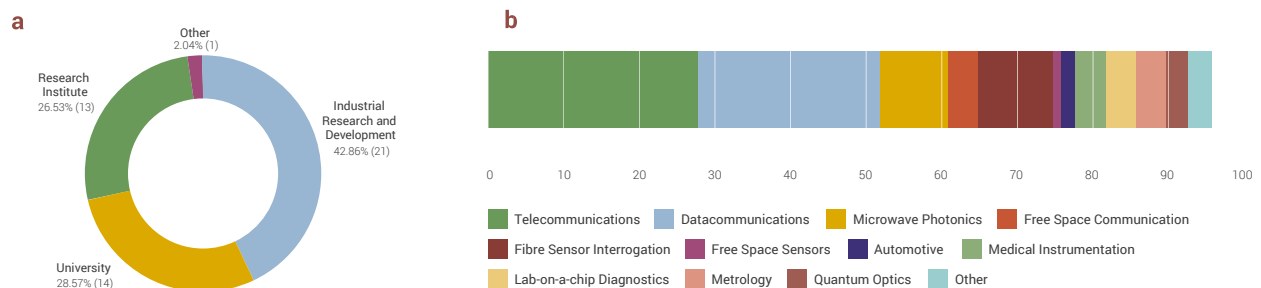 a
Other
2.04% (1)
Research
Institute
26.53% (13)
Industrial
Research and
Development
42.86% (21)
University
28.57% (14)
b
0 10 20 30 40 50 60 70 80 90 100
Telecommunications Datacommunications Microwave Photonics Free Space Communication
Fibre Sensor Interrogation Free Space Sensors Automotive Medical Instrumentation
Lab-on-a-chip Diagnostics Metrology Quantum Optics Other